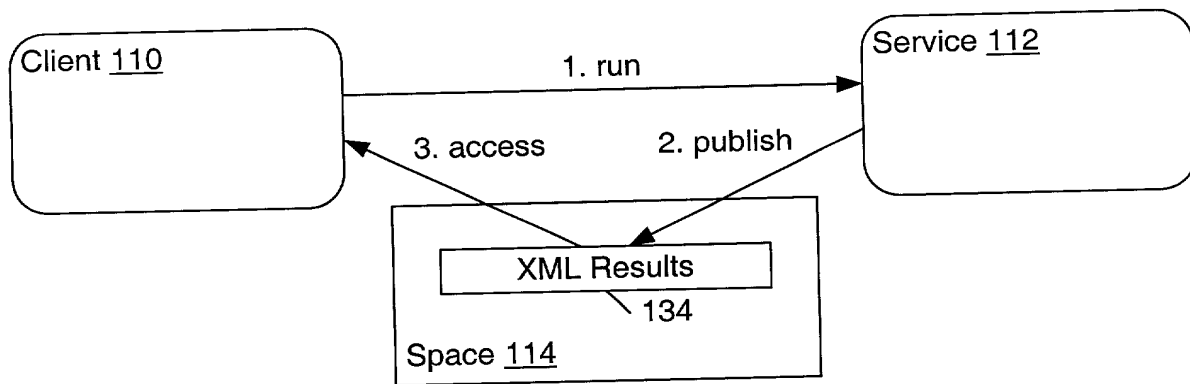 Client 110
Service 112
1. run
3. access
2. publish
XML Results
134
Space 114